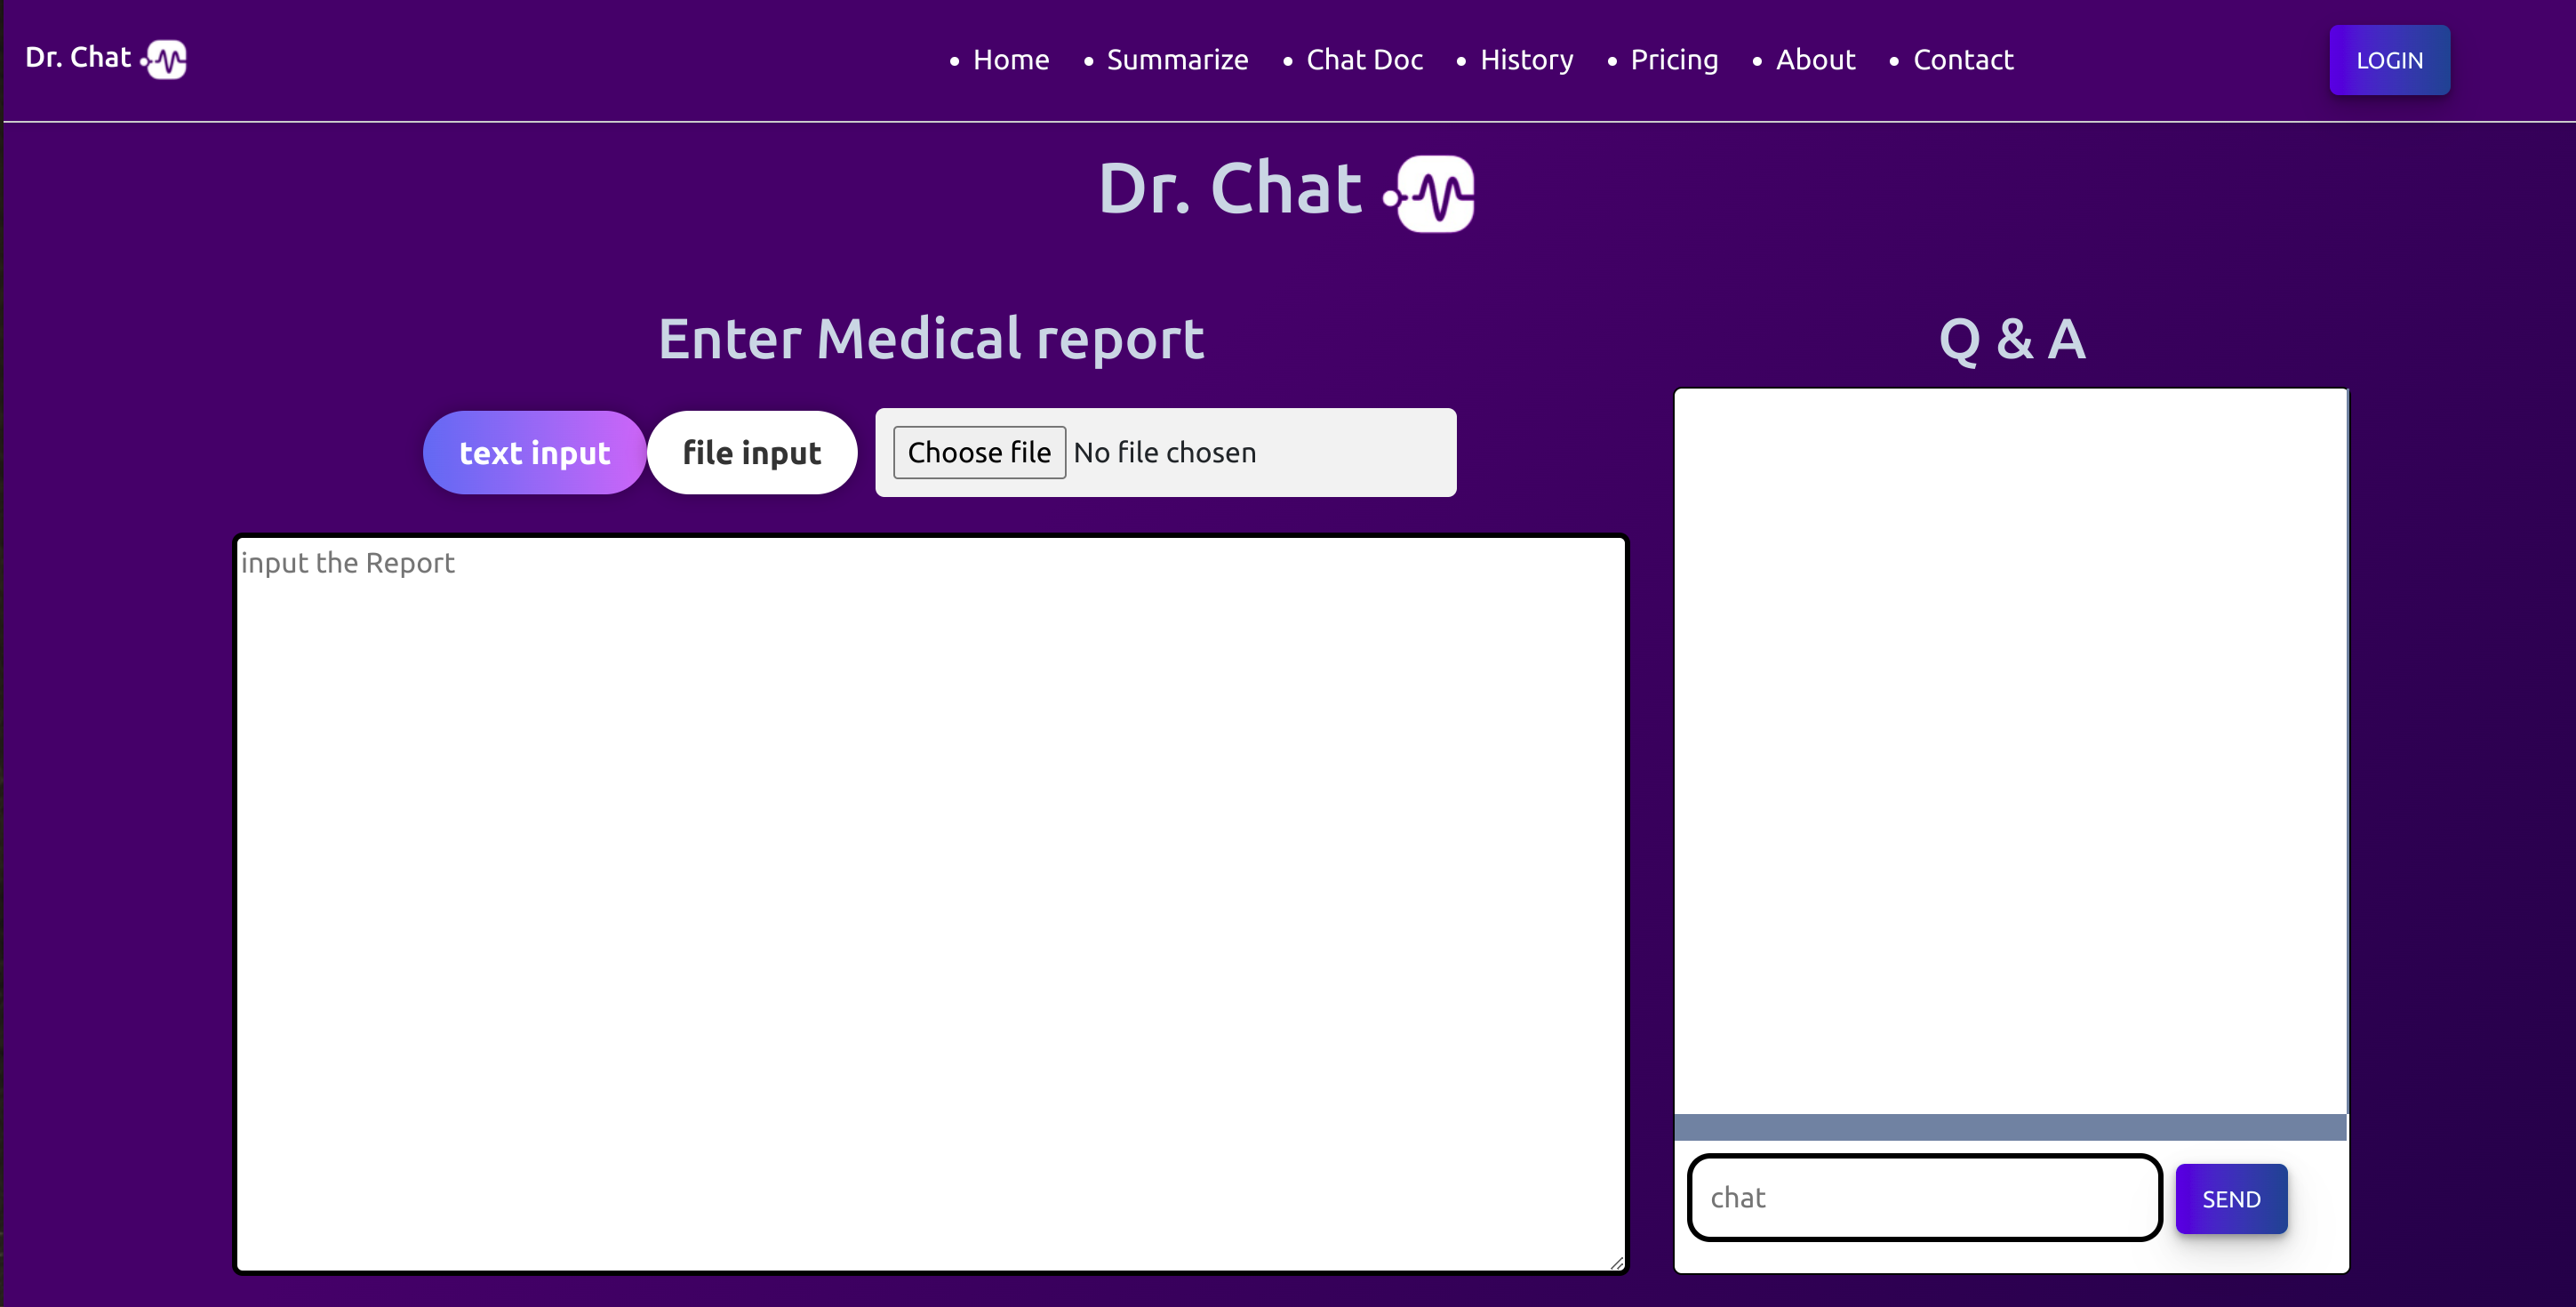 Dr. Chat
Home Summarize Chat Doc History Pricing About Contact
LOGIN
Dr. Chat
Enter Medical report
text input file input Choose file No file chosen
input the Report
Q & A
chat
SEND